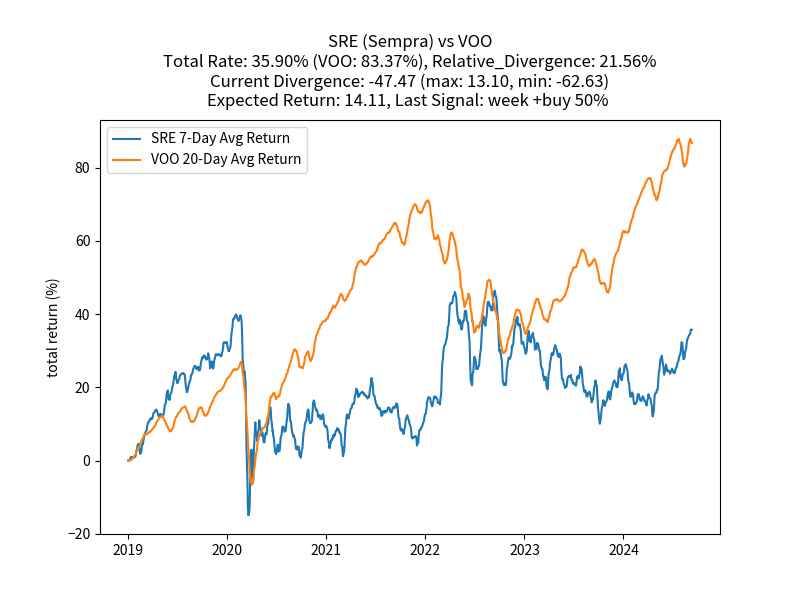 SRE (Sempra) vs VOO
Total Rate: 35.90% (VOO: 83.37%), Relative_Divergence: 21.56%
Current Divergence: -47.47 (max: 13.10, min: -62.63)
Expected Return: 14.11, Last Signal: week +buy 50%
SRE 7-Day Avg Return
VOO 20-Day Avg Return
total return (%)
80
60
40
20
0
−20
2019
2020
2021
2022
2023
2024